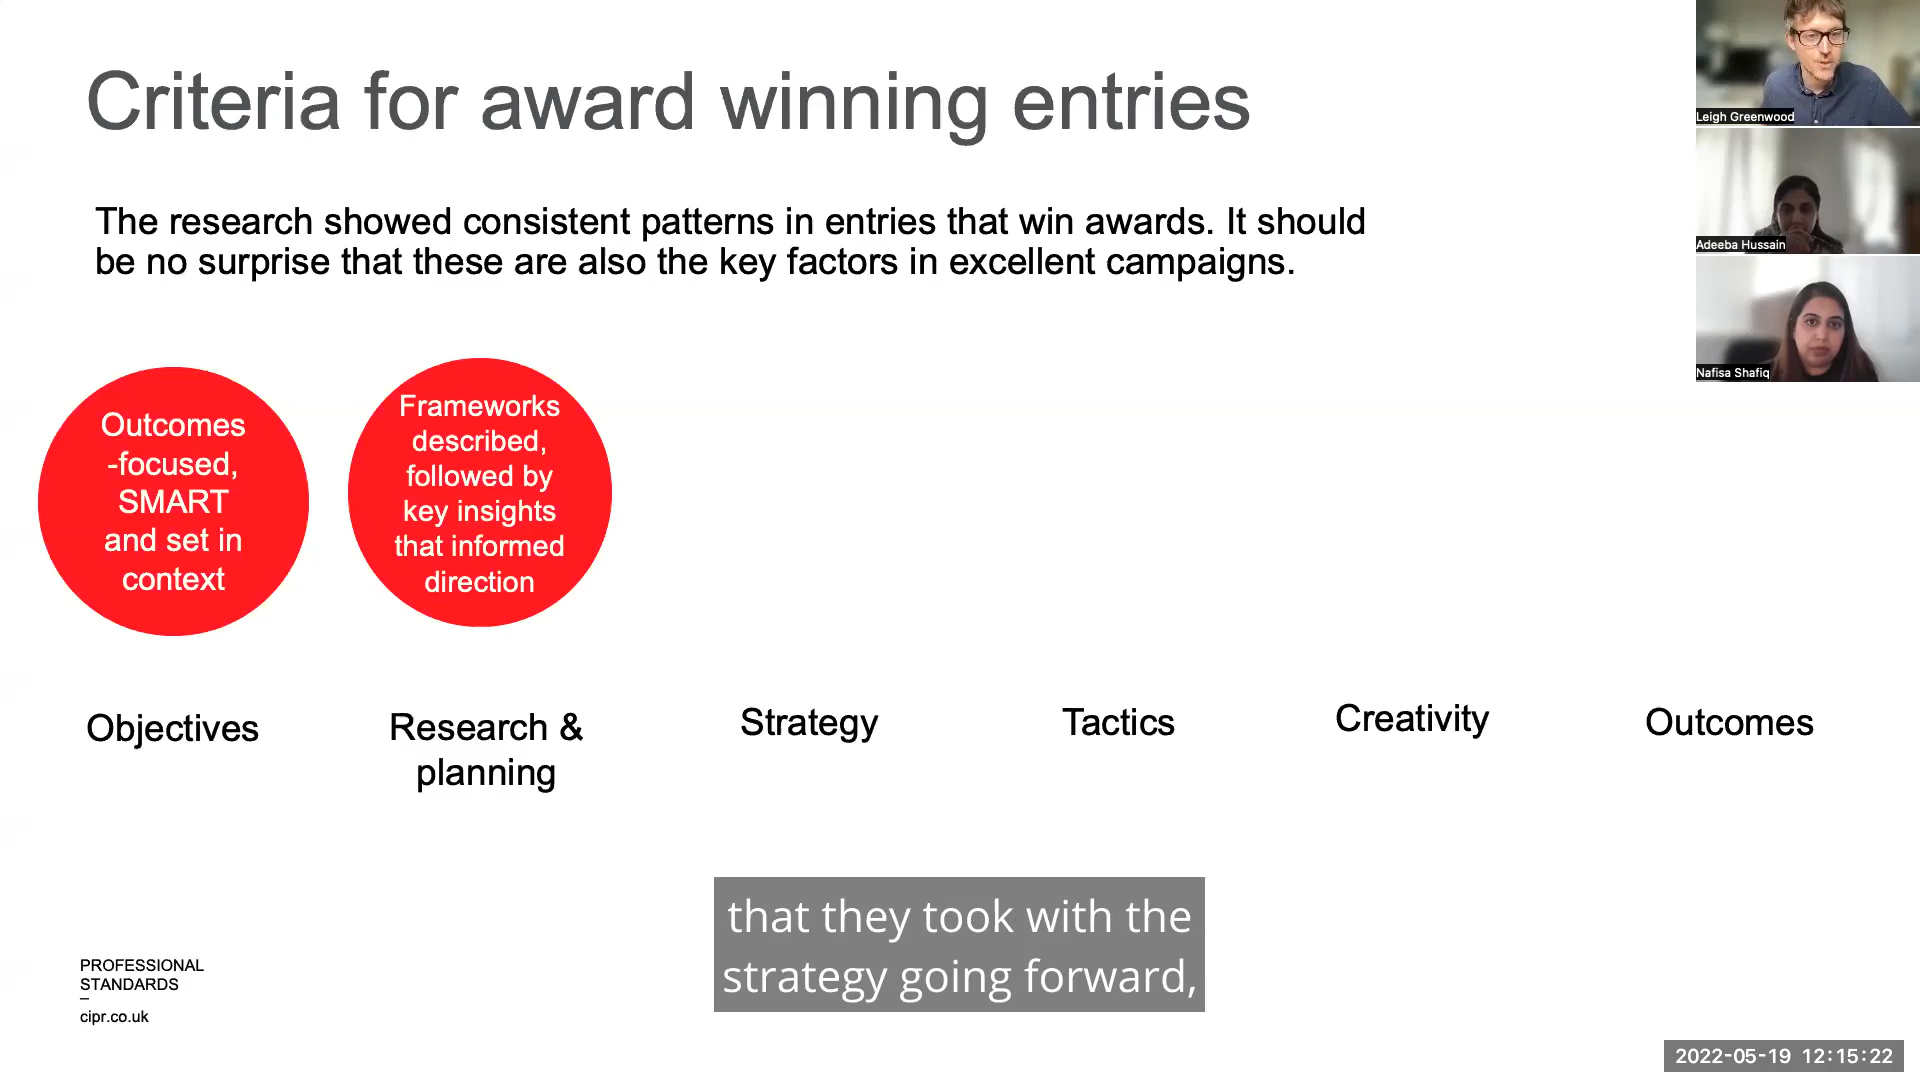 Criteria for award winning entries
The research showed consistent patterns in entries that win awards. It should
be no surprise that these are also the key factors in excellent campaigns.
Outcomes
-focused,
SMART
and set in
context
Frameworks
described,
followed by
key insights
that informed
direction
Objectives
Research &
planning
Strategy
Tactics
Creativity
Outcomes
that they took with the
strategy going forward,
PROFESSIONAL
STANDARDS
–
cipr.co.uk
Leigh Greenwood
Adeeba Hussain
Nafisa Shafiq
2022-05-19 12:15:22